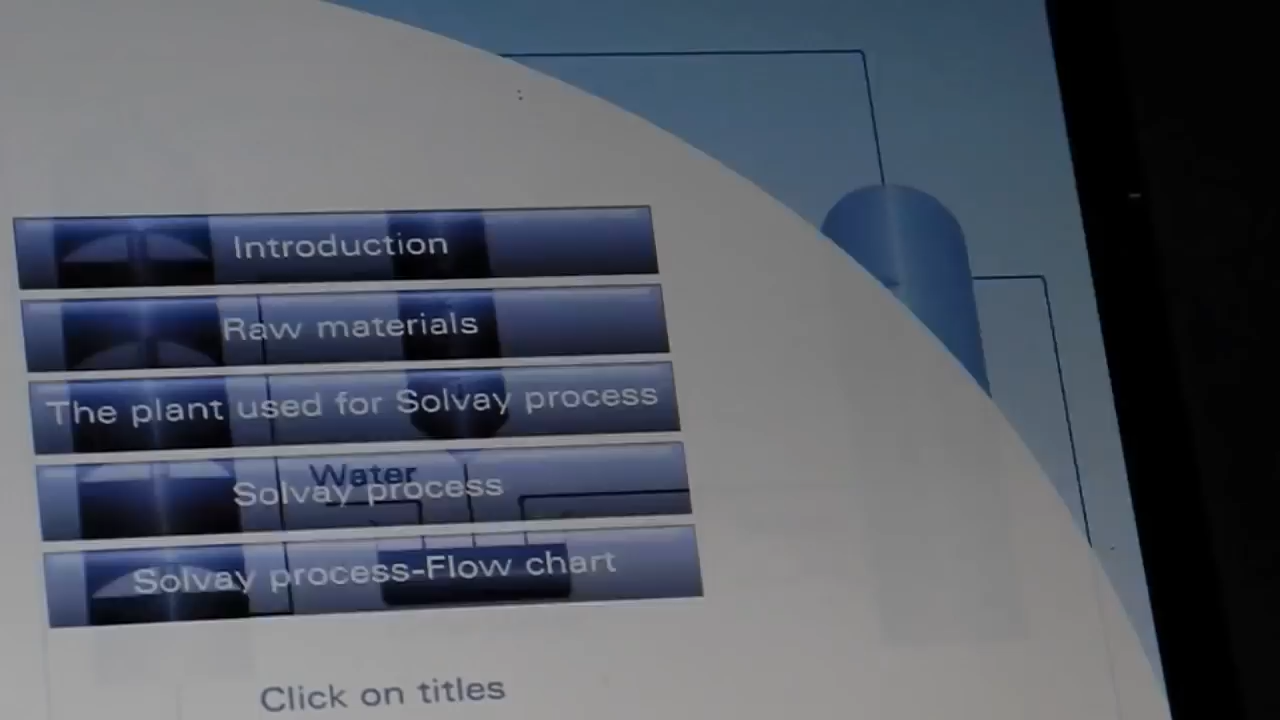 Introduction
Raw materials
The plant used for Solvay process
Water
Solvay process
Solvay process-Flow chart
Click on titles